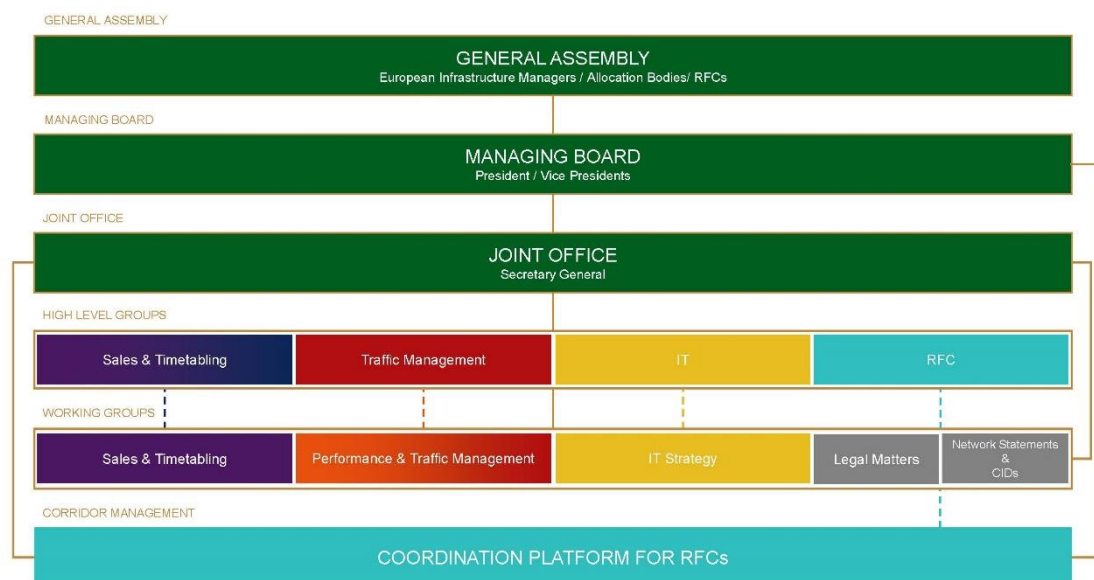 GENERAL ASSEMBLY
GENERAL ASSEMBLY
European Infrastructure Managers / Allocation Bodies/ RFCs
MANAGING BOARD
MANAGING BOARD
President / Vice Presidents
JOINT OFFICE
JOINT OFFICE
Secretary General
HIGH LEVEL GROUPS
Sales & Timetabling
Traffic Management
IT
RFC
WORKING GROUPS
Sales & Timetabling
Performance & Traffic Management
IT Strategy
Legal Matters
Network Statements
&
CIDs
CORRIDOR MANAGEMENT
COORDINATION PLATFORM FOR RFCs